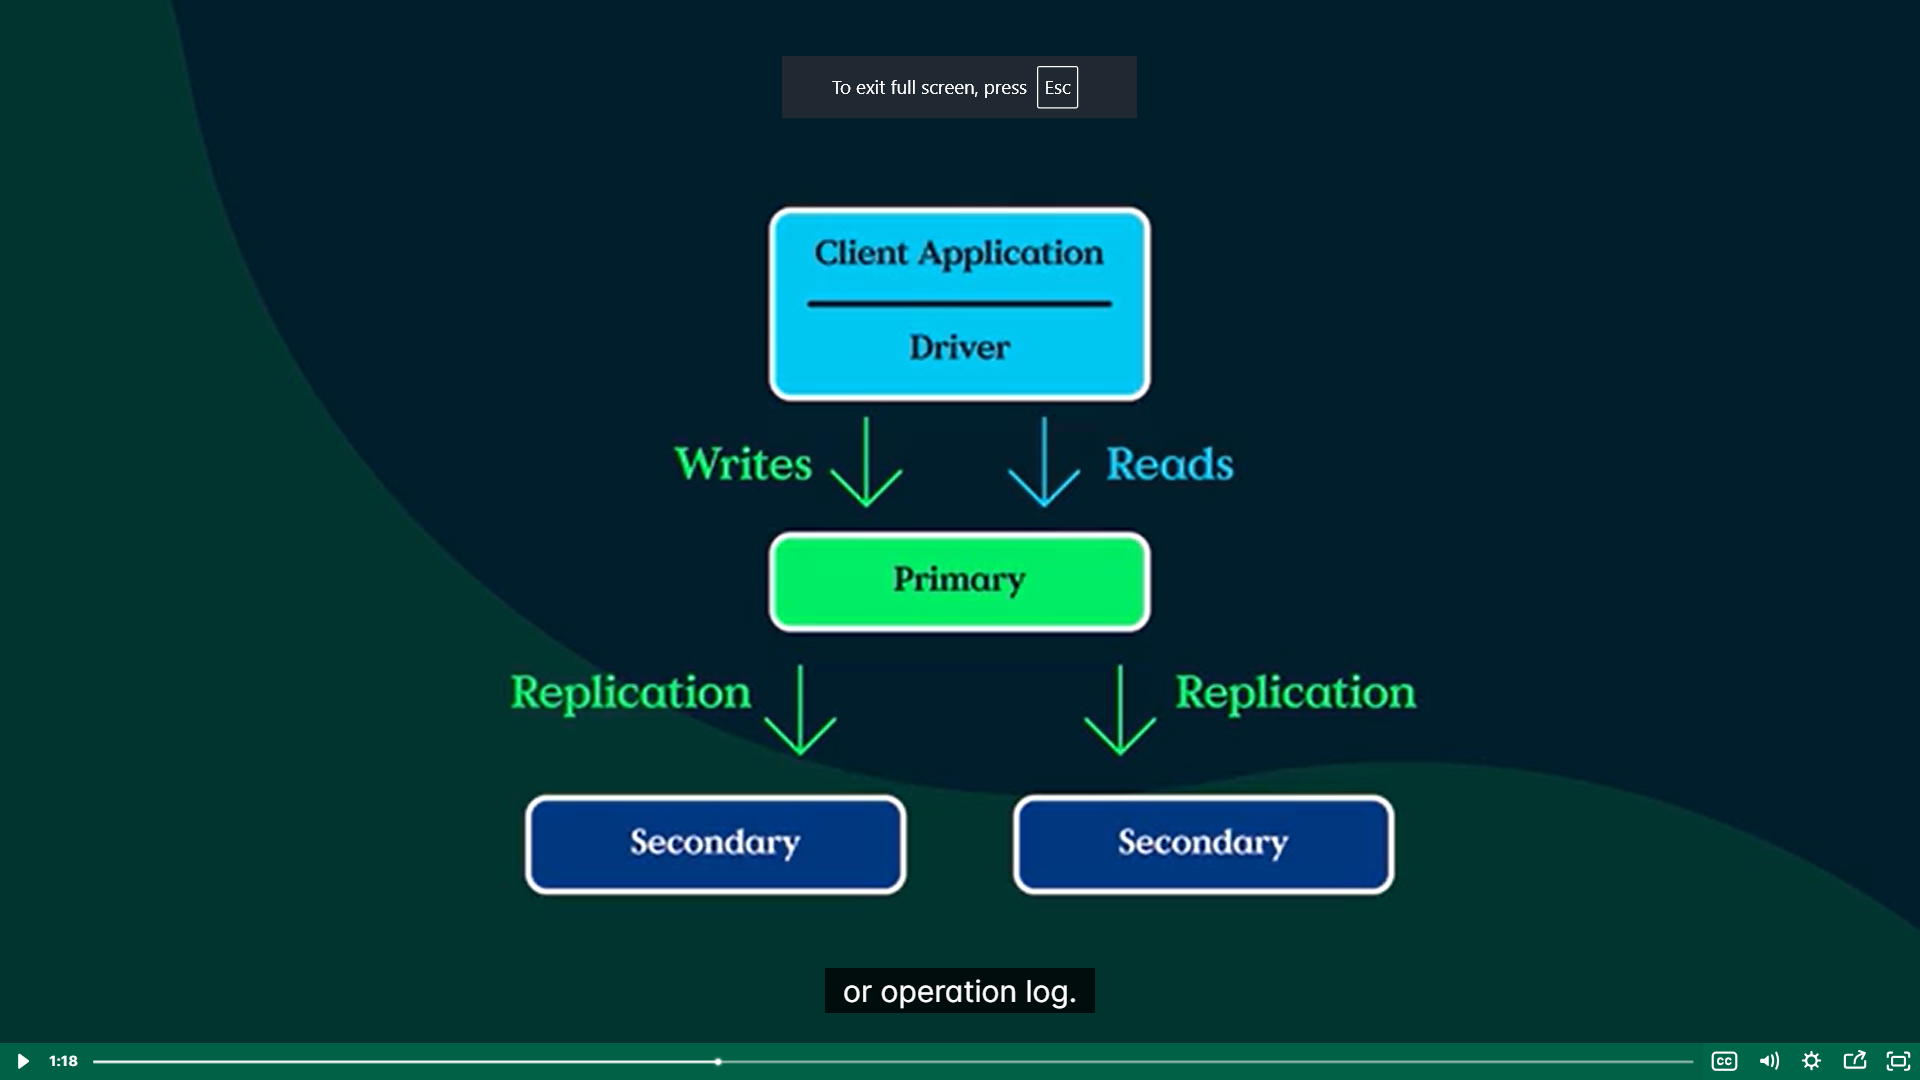 To exit full screen, press Esc
Client Application
Driver
Writes
Reads
Primary
Replication
Replication
Secondary
Secondary
or operation log.
1:18
CC